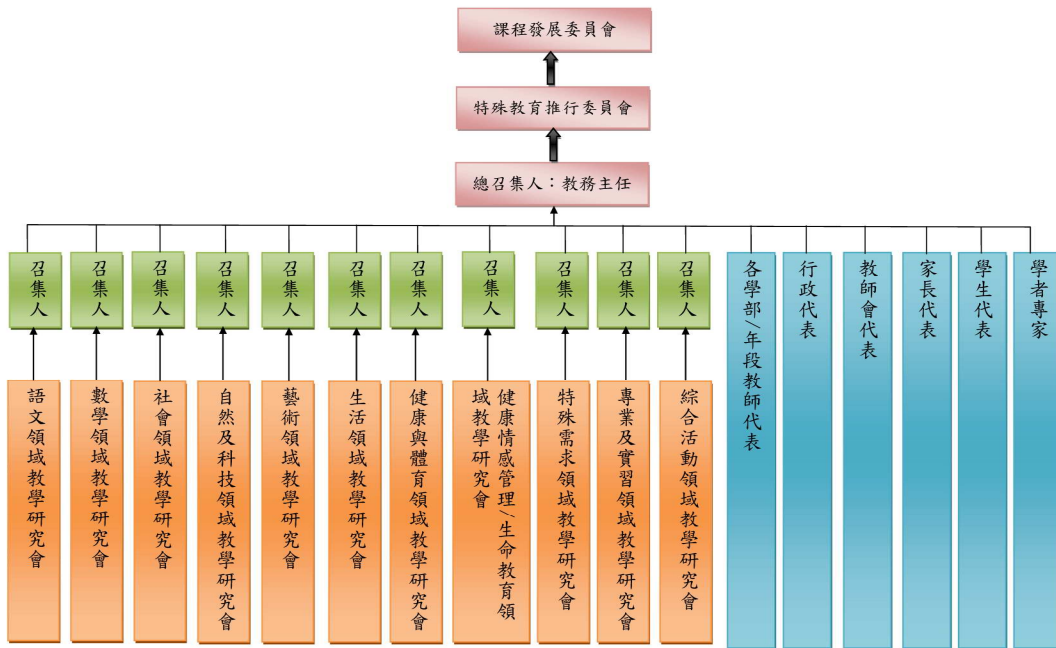 課程發展委員會
特殊教育推行委員會
總召集人：教務主任
召集人
召集人
召集人
召集人
召集人
召集人
召集人
召集人
召集人
召集人
召集人
各學部/年段教師代表
行政代表
教師會代表
家長代表
學生代表
學者專家
語文領域教學研究會
數學領域教學研究會
社會領域教學研究會
自然及科技領域教學研究會
藝術領域教學研究會
生活領域教學研究會
健康與體育領域教學研究會
健康情感管理/生命教育領
域教學研究會
特殊需求領域教學研究會
專業及實習領域教學研究會
綜合活動領域教學研究會